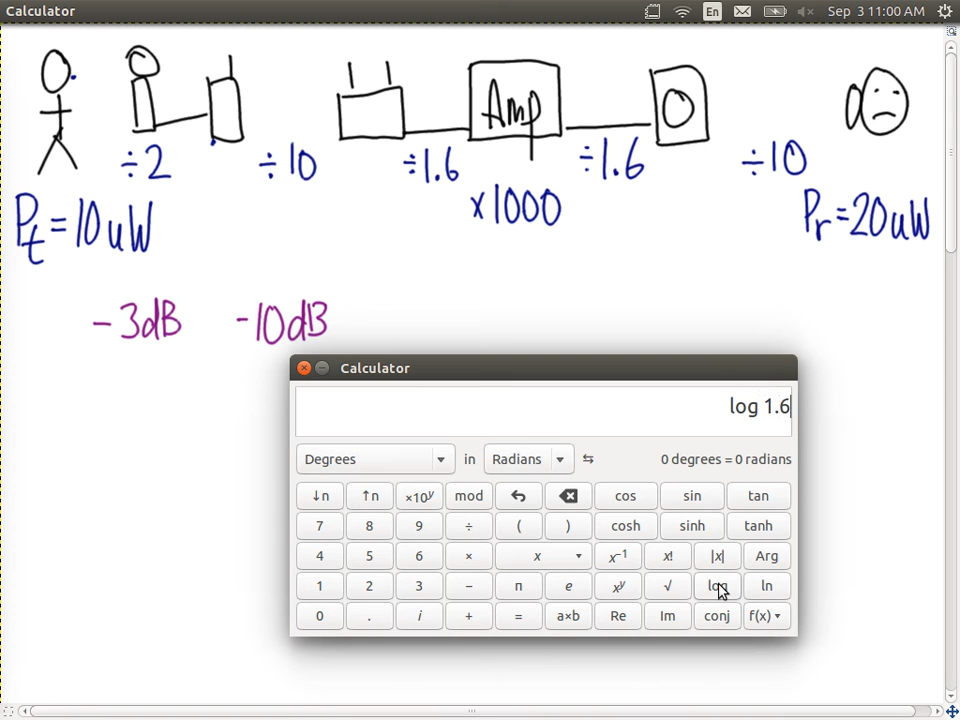 Calculator
En
Sep 3 11:00 AM
Amp
÷2
÷10
÷1.6
÷1.6
÷10
x1000
Pt=10uW
Pr=20uW
-3dB
-10dB
Calculator
log 1.6
Degrees in Radians 0 degrees = 0 radians
↓n ↑n ×10y mod cos sin tan
7 8 9 ÷ ( ) cosh sinh tanh
4 5 6 × x x⁻¹ x! |x| Arg
1 2 3 − π e xy √ log ln
0 . i + = a×b Re Im conj f(x)